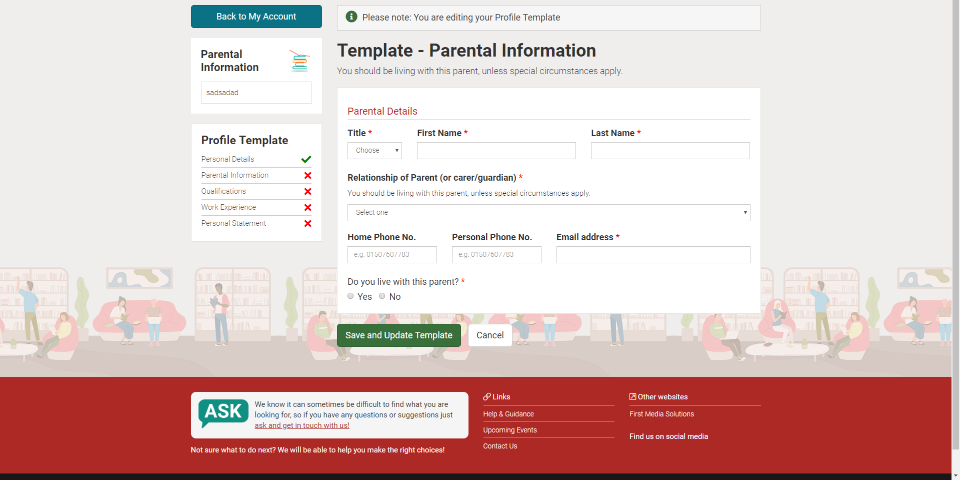 Back to My Account
Please note: You are editing your Profile Template
Parental
Information
sadsadad
Profile Template
Personal Details
Parental Information
Qualifications
Work Experience
Personal Statement
Template - Parental Information
You should be living with this parent, unless special circumstances apply.
Parental Details
Title * First Name * Last Name *
Choose
Relationship of Parent (or carer/guardian) *
You should be living with this parent, unless special circumstances apply.
Select one
Home Phone No. Personal Phone No. Email address *
e.g. 01507607783 e.g. 01507607783
Do you live with this parent? *
Yes No
Save and Update Template Cancel
ASK
We know it can sometimes be difficult to find what you are
looking for, so if you have any questions or suggestions just
ask and get in touch with us!
Not sure what to do next? We will be able to help you make the right choices!
Links
Help & Guidance
Upcoming Events
Contact Us
Other websites
First Media Solutions
Find us on social media